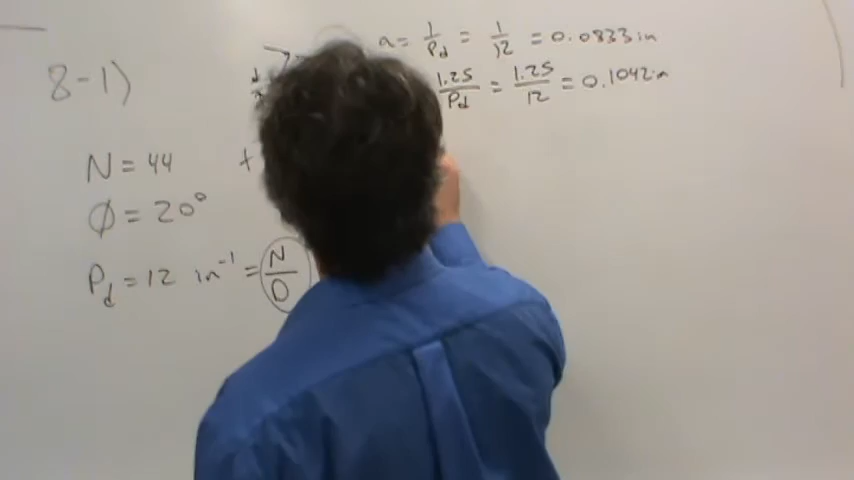 8-1)
a = 1/Pd = 1/12 = 0.0833 in
1.25/Pd = 1.25/12 = 0.1042 in
N = 44
+
Ø = 20°
Pd = 12 in⁻¹ = N/D